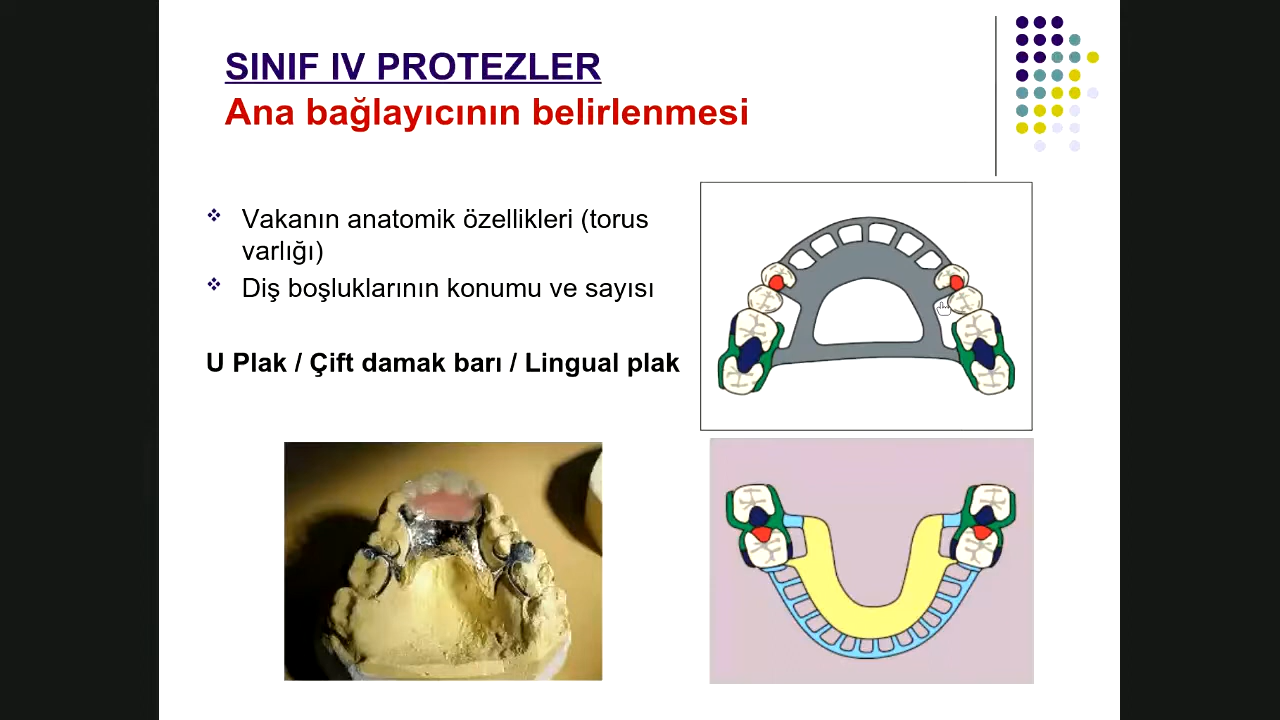 SINIF IV PROTEZLER
Ana bağlayıcının belirlenmesi
Vakanın anatomik özellikleri (torus
varlığı)
Diş boşluklarının konumu ve sayısı
U Plak / Çift damak barı / Lingual plak